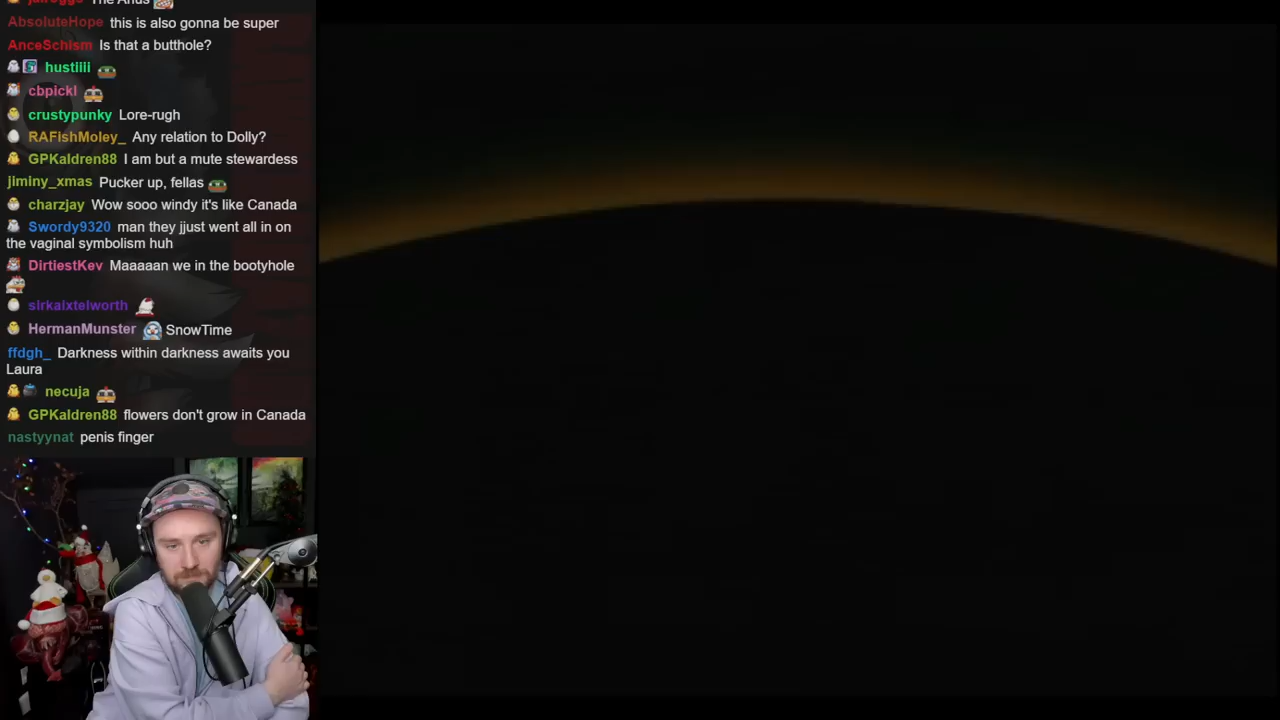 AbsoluteHope this is also gonna be super
AnceSchism Is that a butthole?
hustiiii
cbpickl
crustypunky Lore-rugh
RAFishMoley_ Any relation to Dolly?
GPKaldren88 I am but a mute stewardess
jiminy_xmas Pucker up, fellas
charzjay Wow sooo windy it's like Canada
Swordy9320 man they jjust went all in on
the vaginal symbolism huh
DirtiestKev Maaaaan we in the bootyhole
sirkalxtelworth
HermanMunster SnowTime
ffdgh_ Darkness within darkness awaits you
Laura
necuja
GPKaldren88 flowers don't grow in Canada
nastyynat penis finger